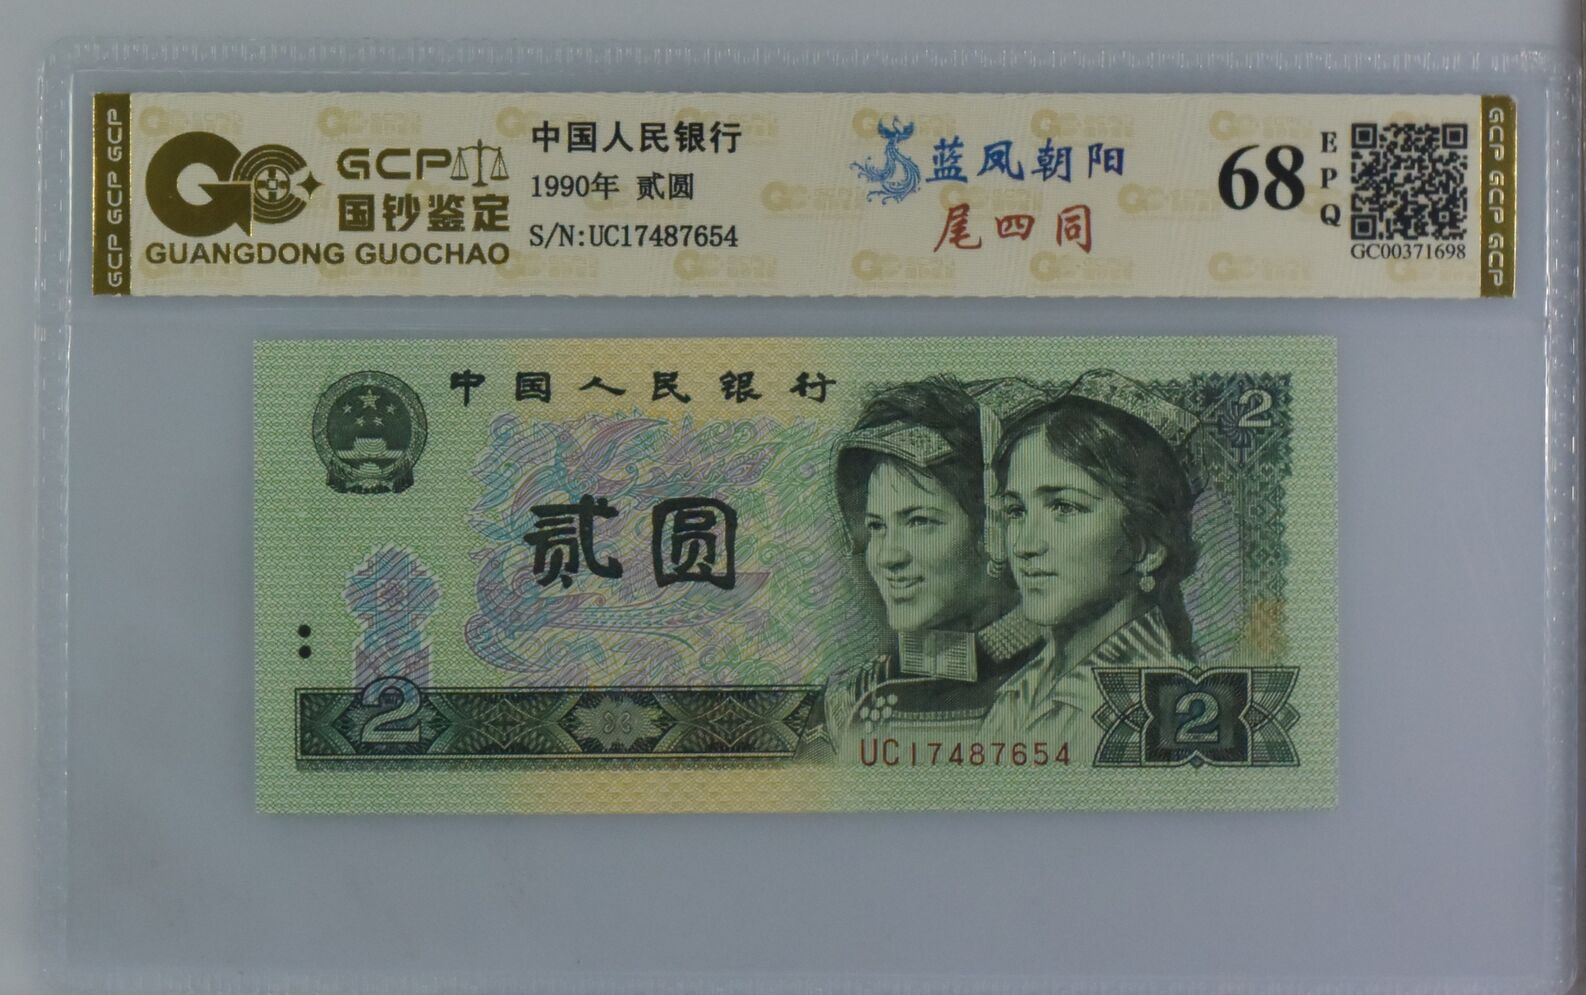 GCP GCP GCP
GCP
国钞鉴定
GUANGDONG GUOCHAO
中国人民银行
1990年 贰圆
S/N:UC17487654
蓝凤朝阳
尾四同
68
EPQ
GC00371698
GCP GCP GCP
中国人民银行
2
贰圆
2
2
UC17487654